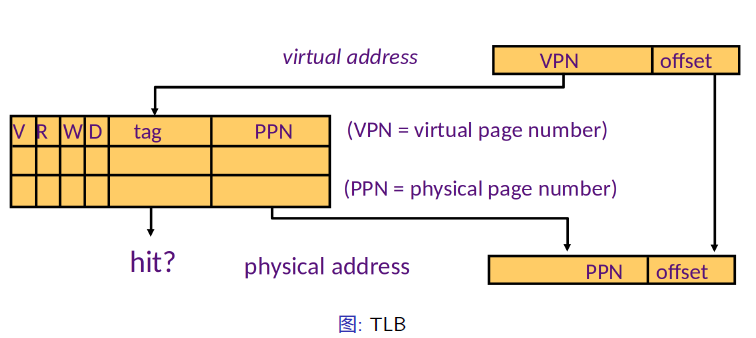 virtual address
VPN offset
V R W D tag PPN
(VPN = virtual page number)
(PPN = physical page number)
hit?
physical address
PPN offset
图: TLB